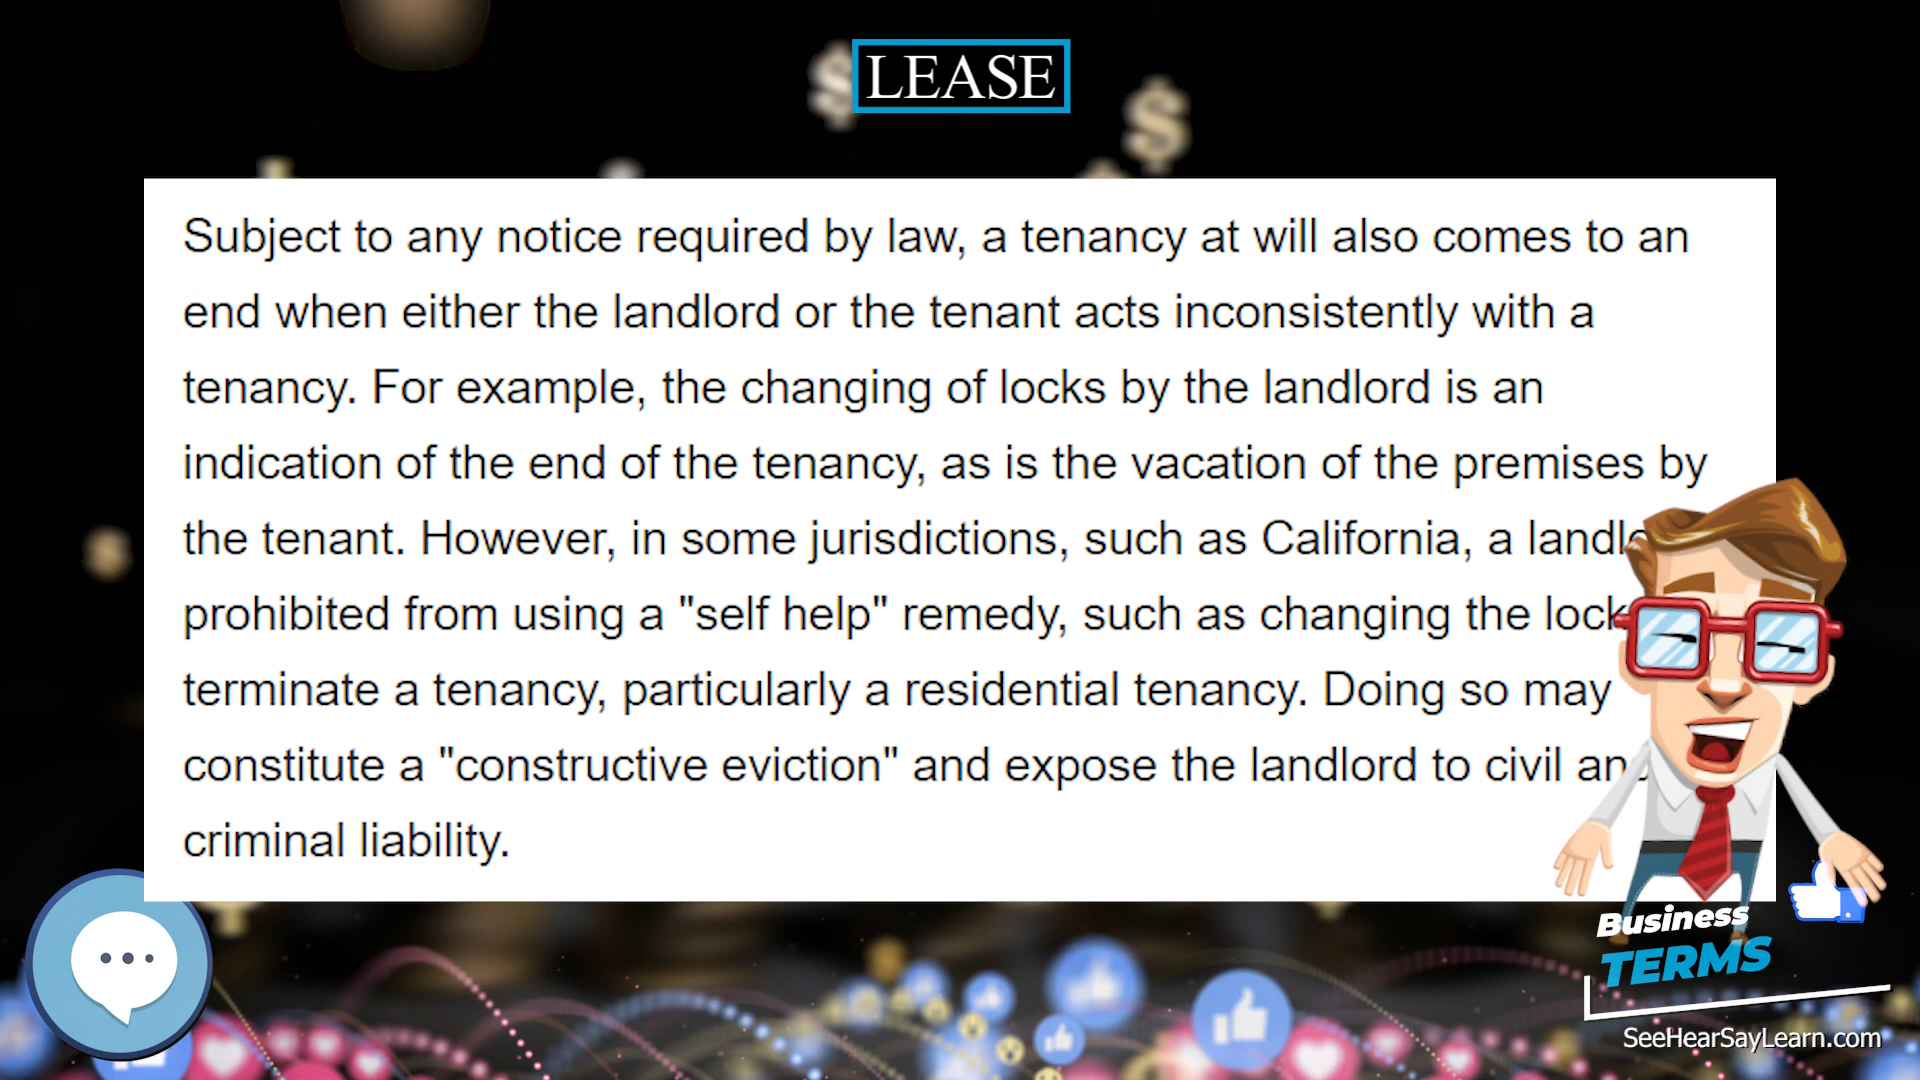 LEASE
Subject to any notice required by law, a tenancy at will also comes to an
end when either the landlord or the tenant acts inconsistently with a
tenancy. For example, the changing of locks by the landlord is an
indication of the end of the tenancy, as is the vacation of the premises by
the tenant. However, in some jurisdictions, such as California, a
prohibited from using a "self help" remedy, such as changing the
terminate a tenancy, particularly a residential tenancy. Doing so may
constitute a "constructive eviction" and expose the landlord to civil
criminal liability.
Business
TERMS
SeeHearSayLearn.com